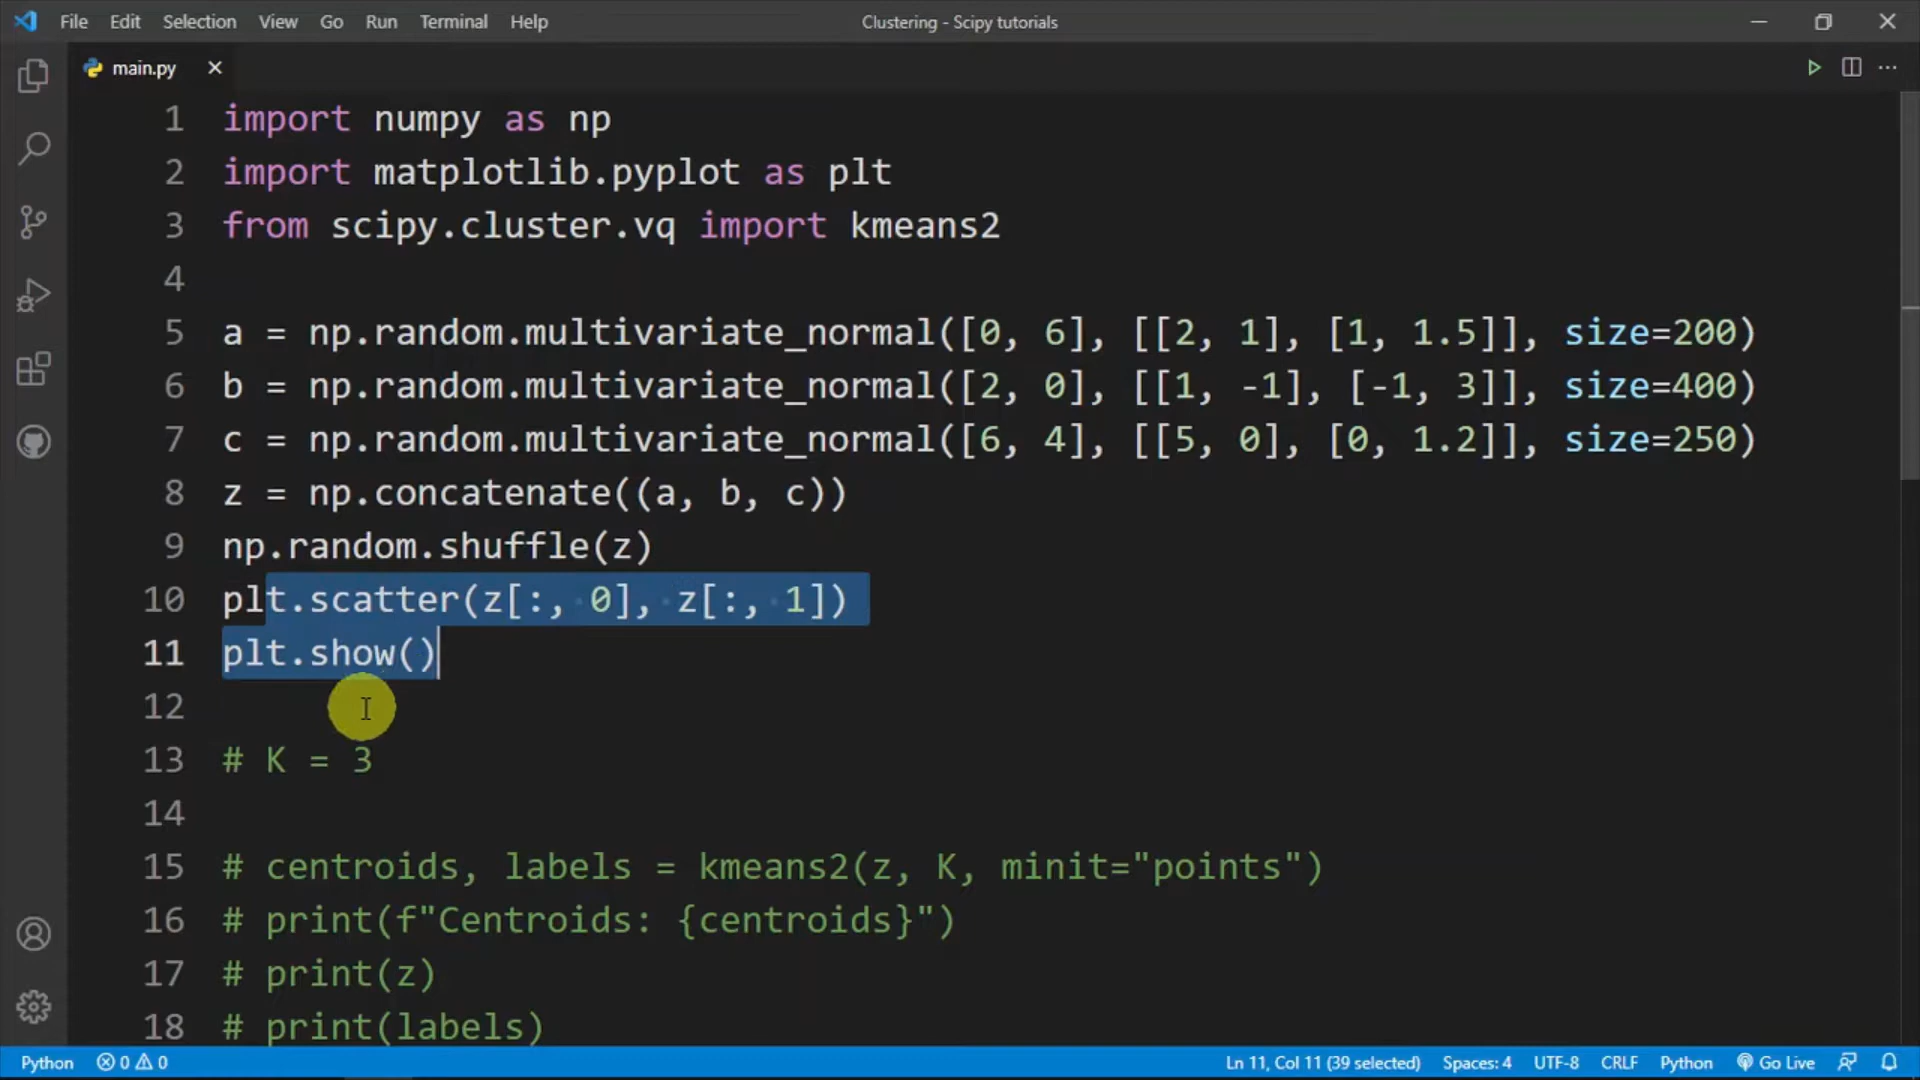 File Edit Selection View Go Run Terminal Help Clustering - Scipy tutorials
main.py
1 import numpy as np
2 import matplotlib.pyplot as plt
3 from scipy.cluster.vq import kmeans2
4
5 a = np.random.multivariate_normal([0, 6], [[2, 1], [1, 1.5]], size=200)
6 b = np.random.multivariate_normal([2, 0], [[1, -1], [-1, 3]], size=400)
7 c = np.random.multivariate_normal([6, 4], [[5, 0], [0, 1.2]], size=250)
8 z = np.concatenate((a, b, c))
9 np.random.shuffle(z)
10 plt.scatter(z[:, 0], z[:, 1])
11 plt.show()
12
13 # K = 3
14
15 # centroids, labels = kmeans2(z, K, minit="points")
16 # print(f"Centroids: {centroids}")
17 # print(z)
18 # print(labels)
Python 0 0 Ln 11, Col 11 (39 selected) Spaces: 4 UTF-8 CRLF Python Go Live